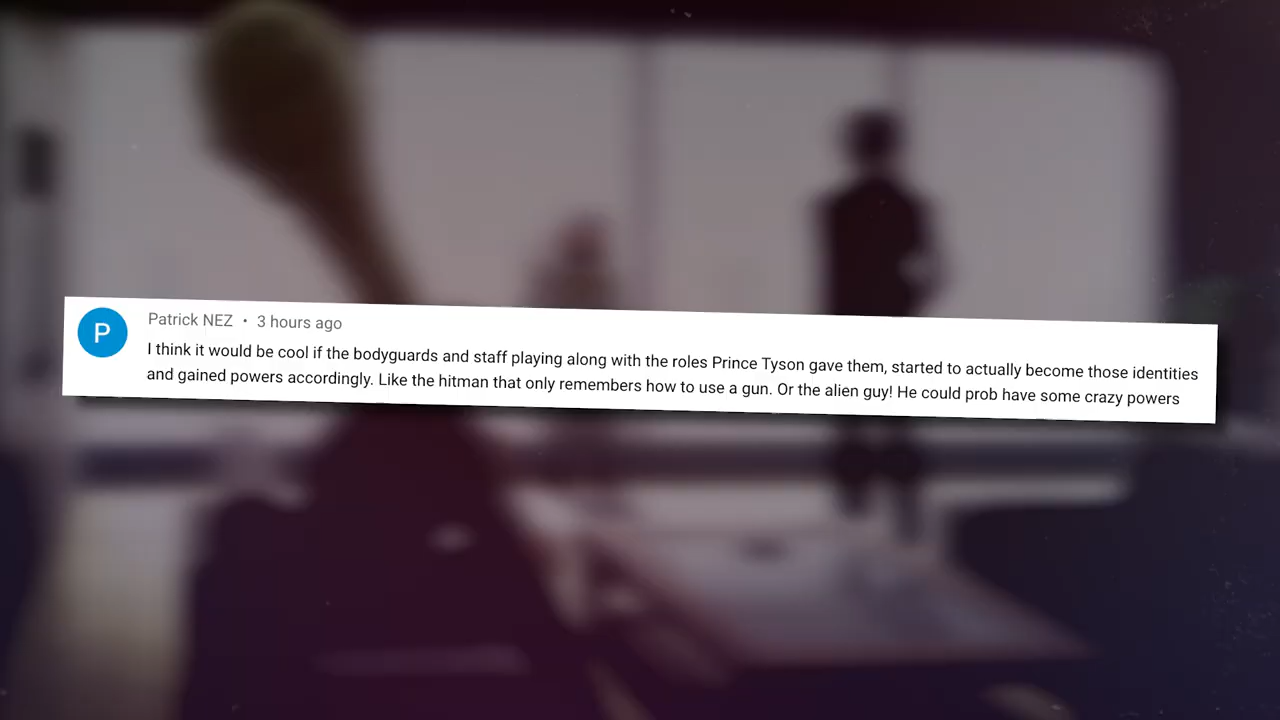 P
Patrick NEZ • 3 hours ago
I think it would be cool if the bodyguards and staff playing along with the roles Prince Tyson gave them, started to actually become those identities
and gained powers accordingly. Like the hitman that only remembers how to use a gun. Or the alien guy! He could prob have some crazy powers